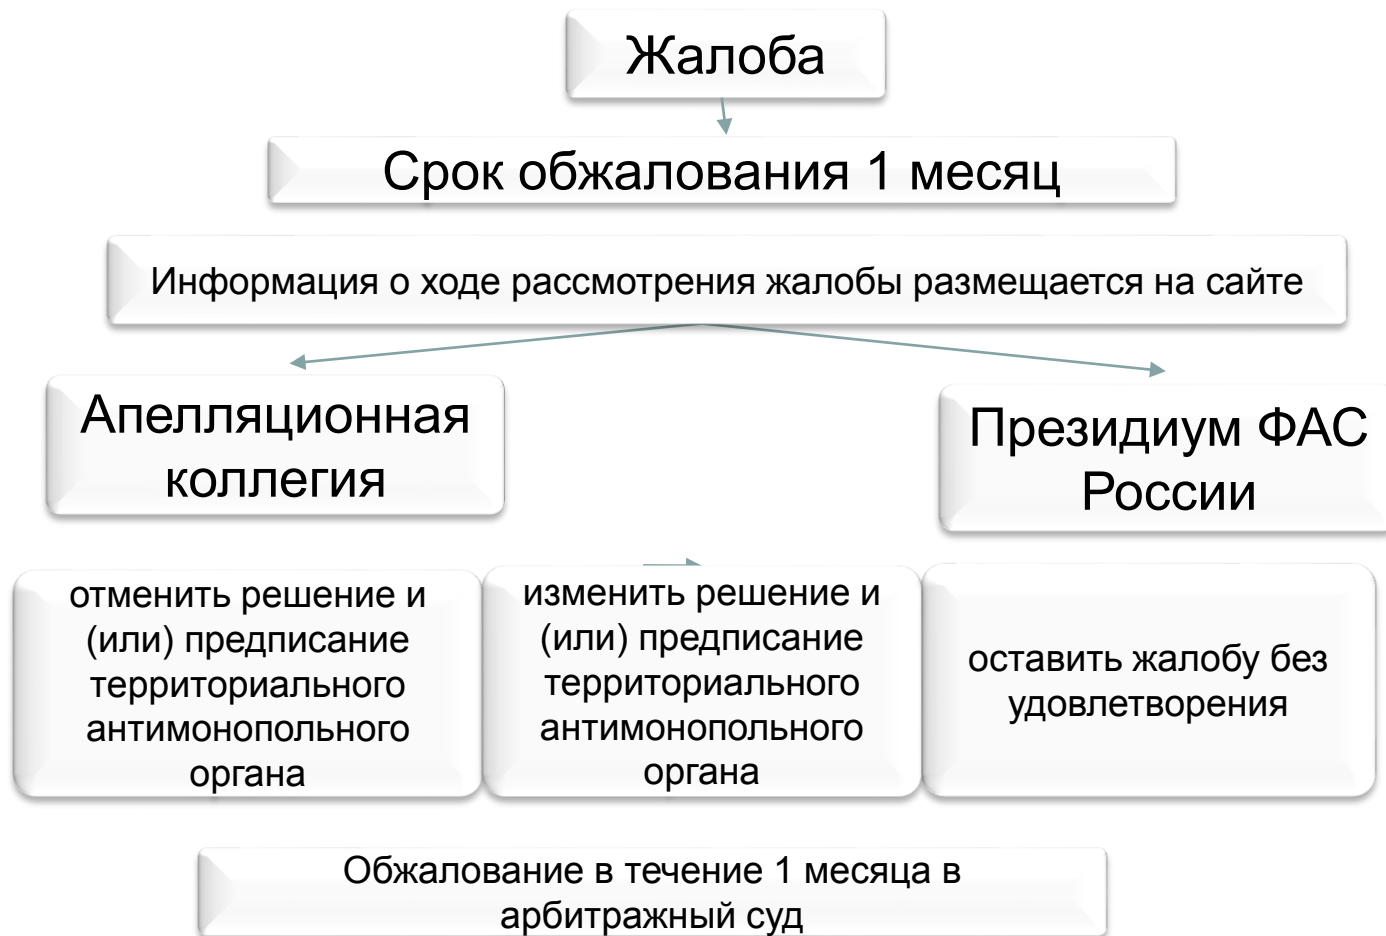 Жалоба
Срок обжалования 1 месяц
Информация о ходе рассмотрения жалобы размещается на сайте
Апелляционная
коллегия
Президиум ФАС
России
отменить решение и
(или) предписание
территориального
антимонопольного
органа
изменить решение и
(или) предписание
территориального
антимонопольного
органа
оставить жалобу без
удовлетворения
Обжалование в течение 1 месяца в
арбитражный суд